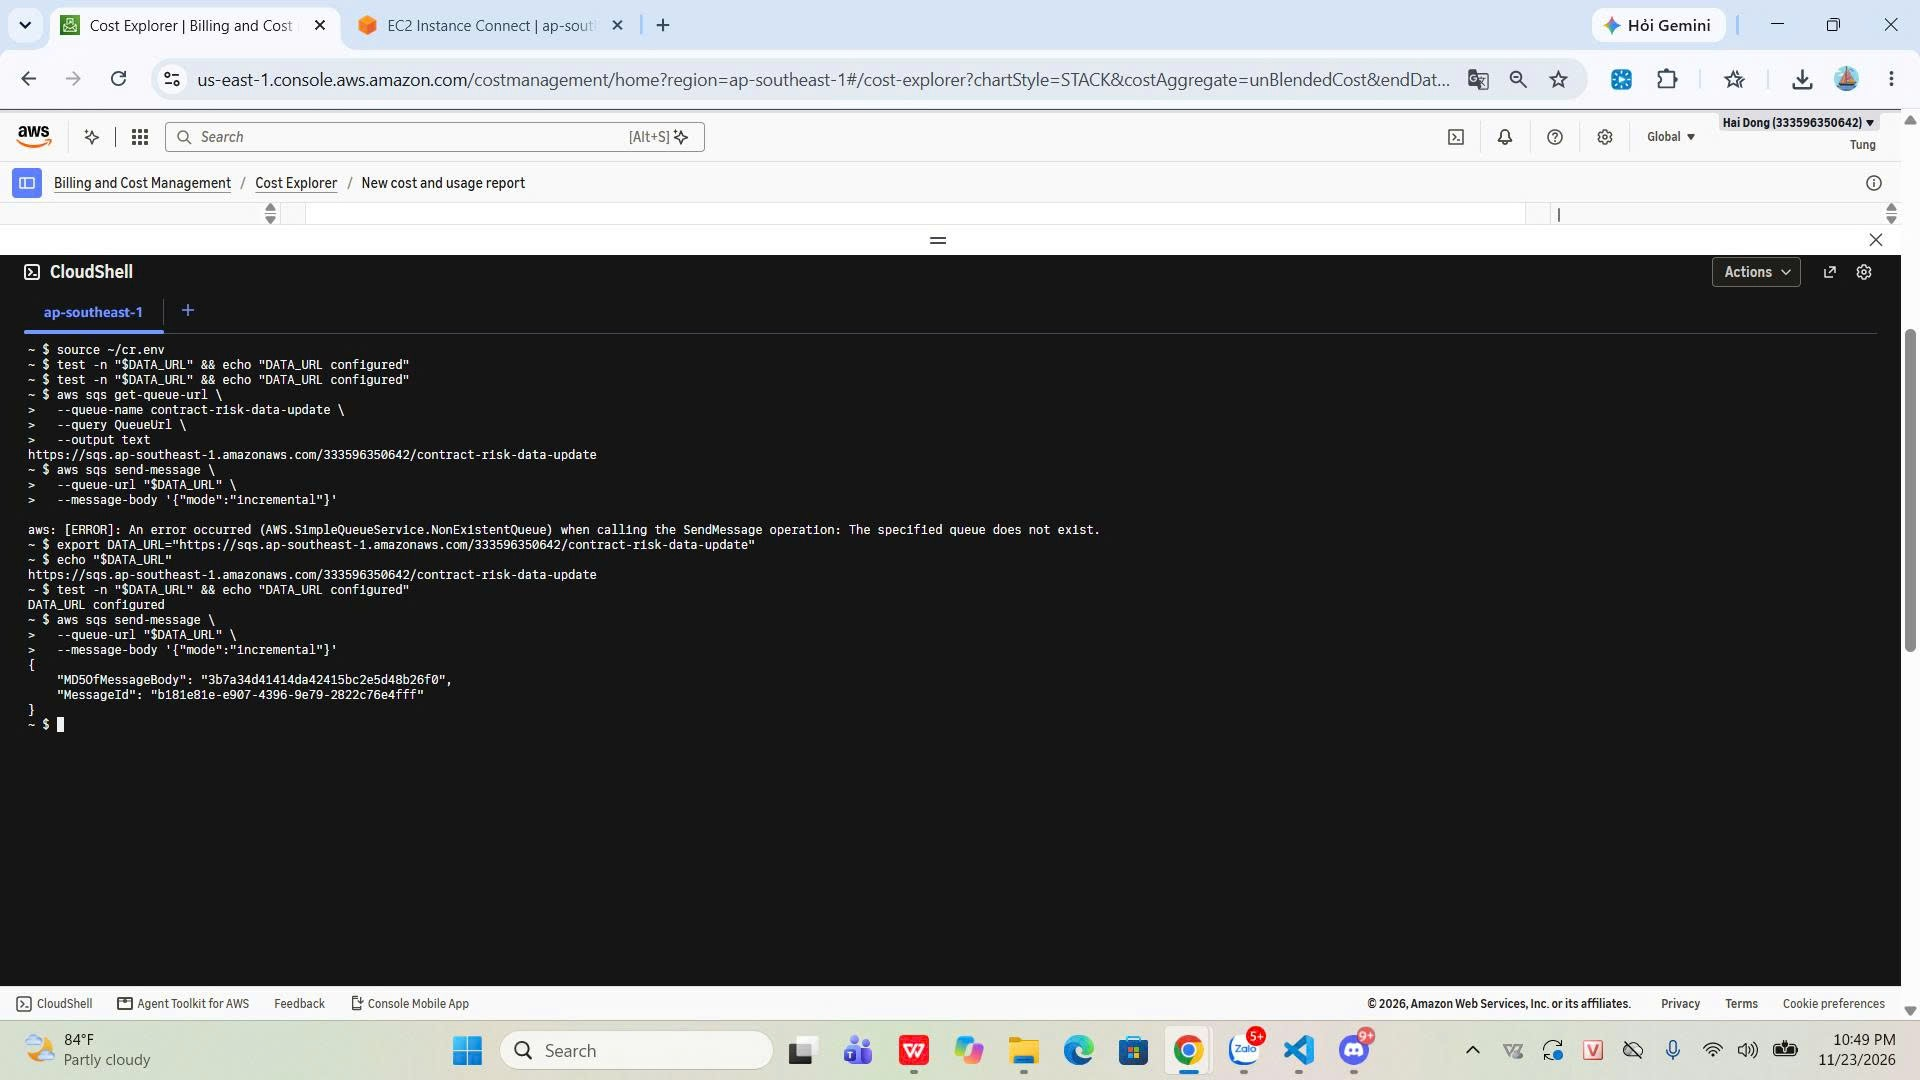 Cost Explorer | Billing and Cost
EC2 Instance Connect | ap-sout
Hỏi Gemini
us-east-1.console.aws.amazon.com/costmanagement/home?region=ap-southeast-1#/cost-explorer?chartStyle=STACK&costAggregate=unBlendedCost&endDat...
aws
Search
[Alt+S]
Global
Hai Dong (333596350642)
Tung
Billing and Cost Management / Cost Explorer / New cost and usage report
CloudShell
Actions
ap-southeast-1
~ $ source ~/cr.env
~ $ test -n "$DATA_URL" && echo "DATA_URL configured"
~ $ test -n "$DATA_URL" && echo "DATA_URL configured"
~ $ aws sqs get-queue-url \
>   --queue-name contract-risk-data-update \
>   --query QueueUrl \
>   --output text
https://sqs.ap-southeast-1.amazonaws.com/333596350642/contract-risk-data-update
~ $ aws sqs send-message \
>   --queue-url "$DATA_URL" \
>   --message-body '{"mode":"incremental"}'
aws: [ERROR]: An error occurred (AWS.SimpleQueueService.NonExistentQueue) when calling the SendMessage operation: The specified queue does not exist.
~ $ export DATA_URL="https://sqs.ap-southeast-1.amazonaws.com/333596350642/contract-risk-data-update"
~ $ echo "$DATA_URL"
https://sqs.ap-southeast-1.amazonaws.com/333596350642/contract-risk-data-update
~ $ test -n "$DATA_URL" && echo "DATA_URL configured"
DATA_URL configured
~ $ aws sqs send-message \
>   --queue-url "$DATA_URL" \
>   --message-body '{"mode":"incremental"}'
{
    "MD5OfMessageBody": "3b7a34d41414da42415bc2e5d48b26f0",
    "MessageId": "b181e81e-e907-4396-9e79-2822c76e4fff"
}
~ $
CloudShell
Agent Toolkit for AWS
Feedback
Console Mobile App
© 2026, Amazon Web Services, Inc. or its affiliates.
Privacy
Terms
Cookie preferences
84°F
Partly cloudy
Search
Zalo
5+
9+
10:49 PM
11/23/2026